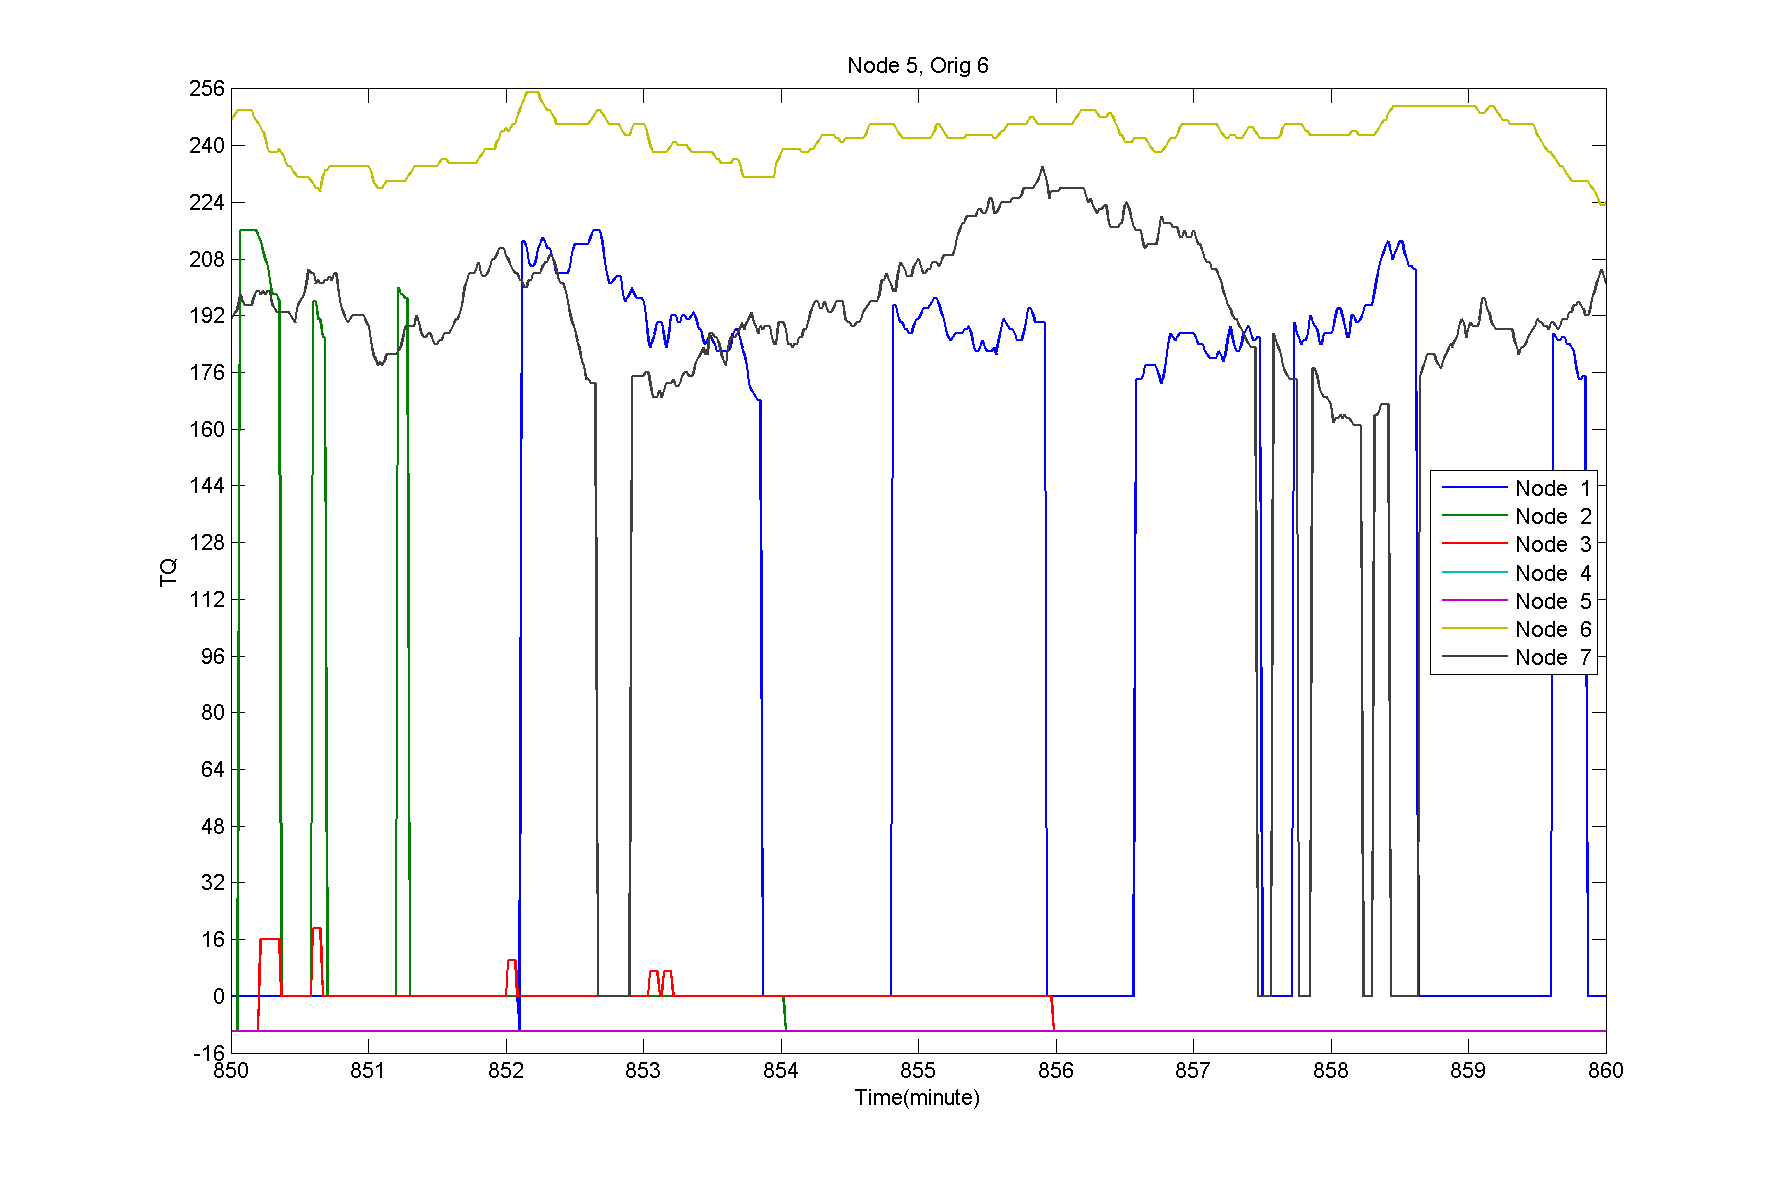 Node 5, Orig 6
256
240
224
208
192
176
160
144
128
112
96
80
64
48
32
16
0
-16
TQ
Node 1
Node 2
Node 3
Node 4
Node 5
Node 6
Node 7
850 851 852 853 854 855 856 857 858 859 860
Time(minute)